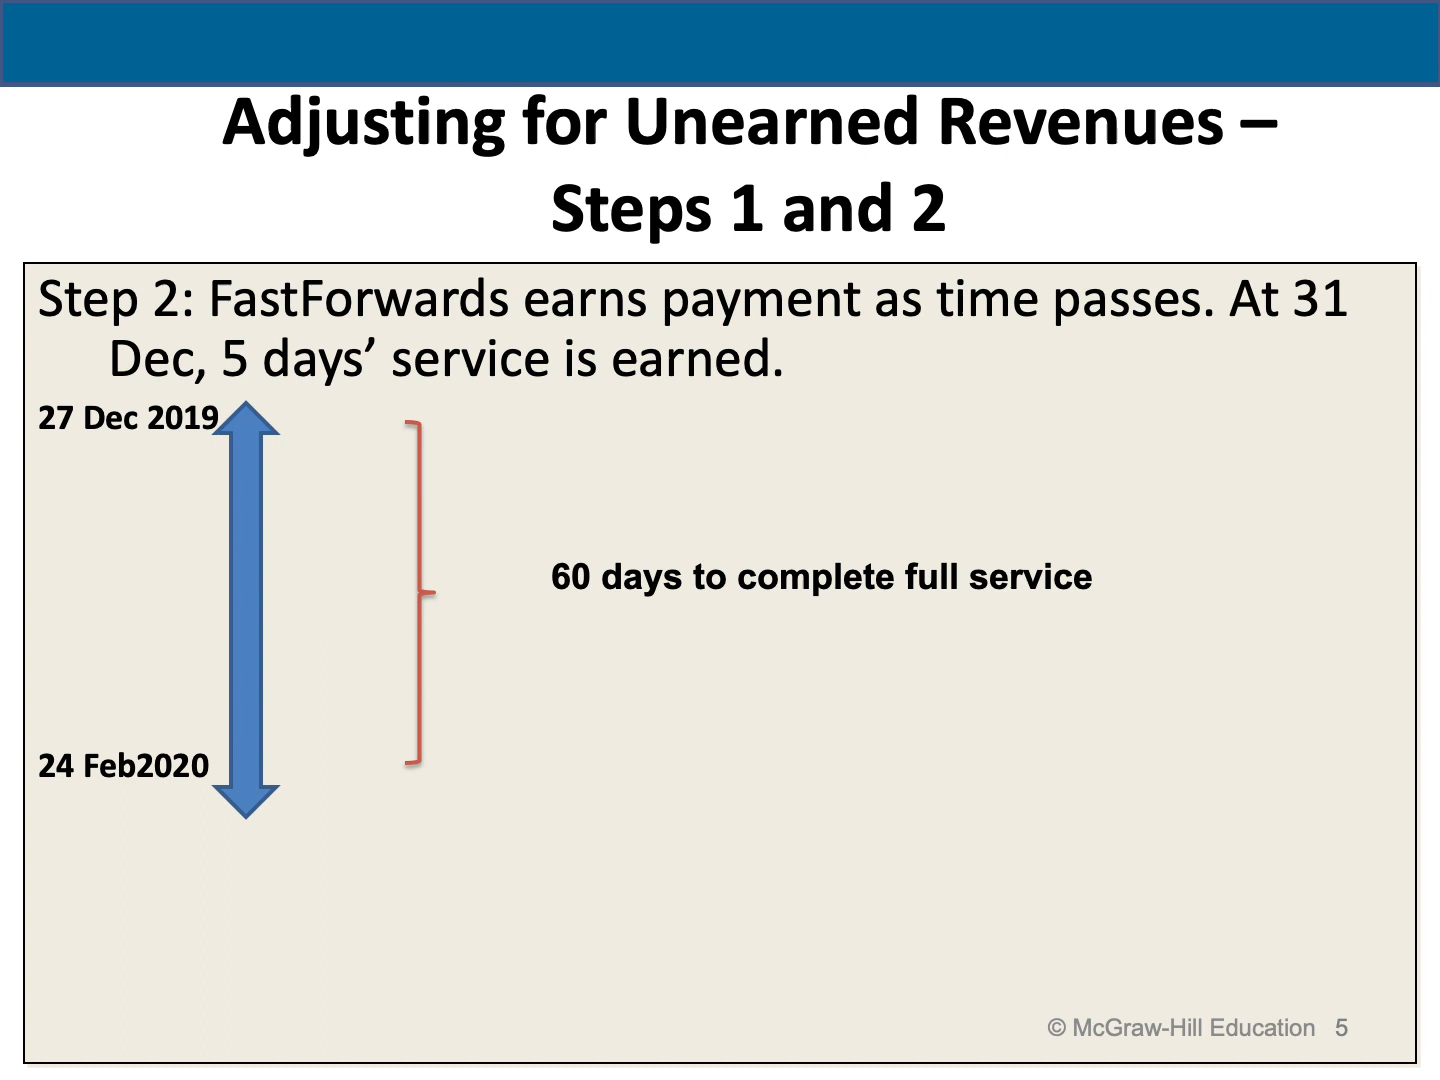 Adjusting for Unearned Revenues –
Steps 1 and 2
Step 2: FastForwards earns payment as time passes. At 31
Dec, 5 days’ service is earned.
27 Dec 2019
60 days to complete full service
24 Feb2020
© McGraw-Hill Education 5